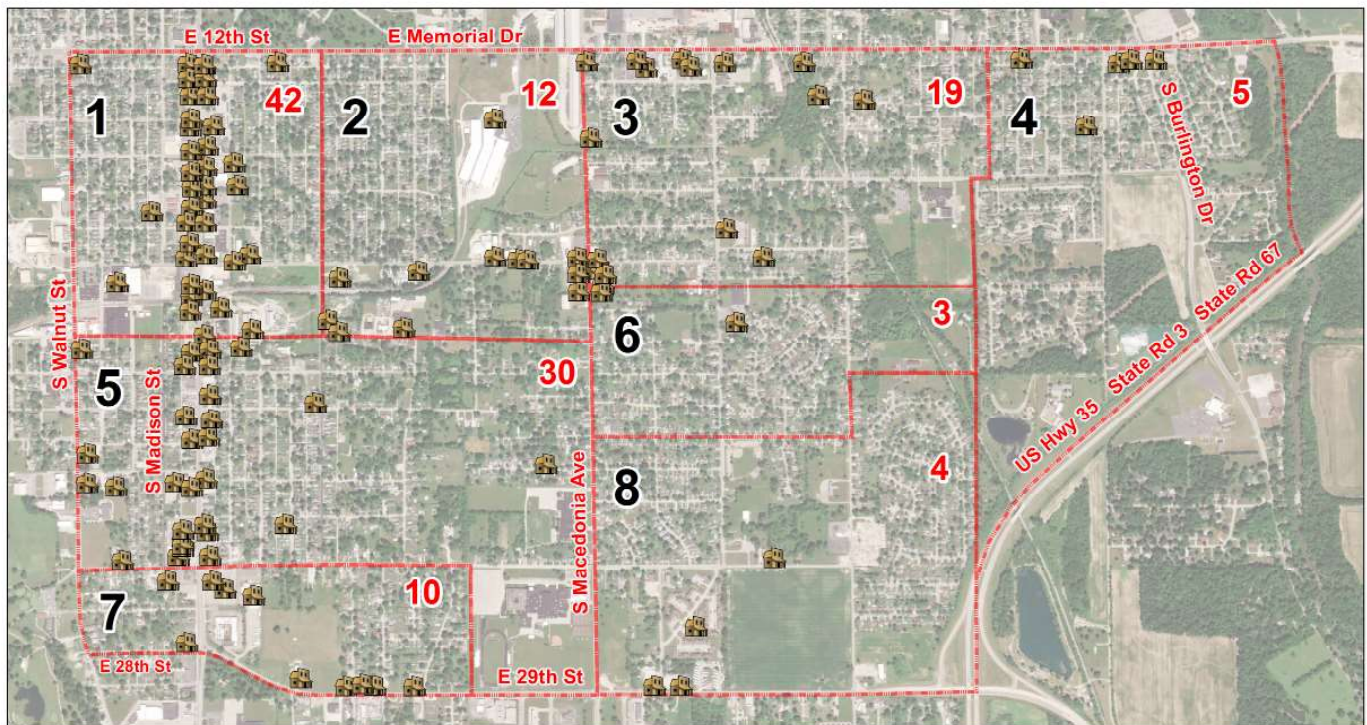 E 12th St
E Memorial Dr
1
42
2
12
3
19
4
5
S Burlington Dr
S Walnut St
3
6
US Hwy 35 State Rd 3 State Rd 67
5
S Madison St
30
S Macedonia Ave
8
4
7
10
E 28th St
E 29th St